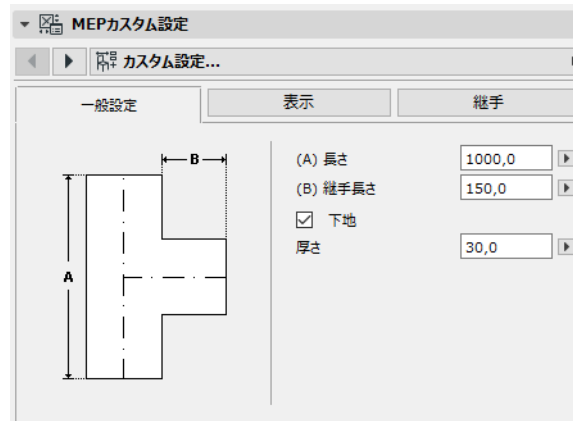 MEPカスタム設定
カスタム設定...
一般設定 表示 継手
B
A
(A) 長さ 1000,0
(B) 継手長さ 150,0
下地
厚さ 30,0